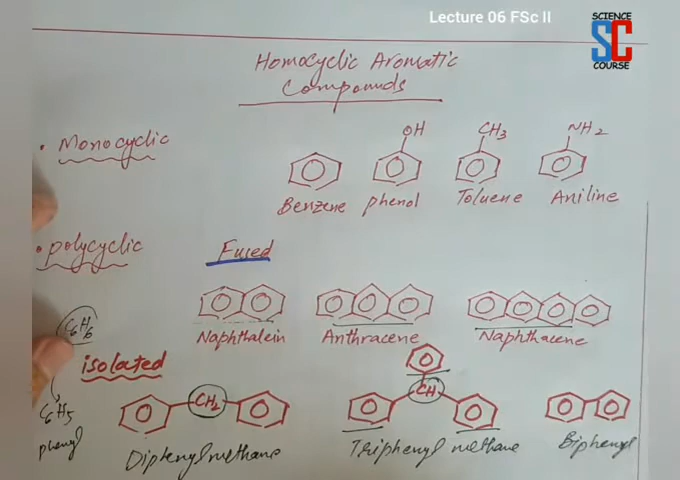 Lecture 06 FSc II
SCIENCE
SC
COURSE
Homocyclic Aromatic
Compounds
• Monocyclic
OH
CH3
NH2
Benzene phenol Toluene Aniline
• polycyclic
Fused
Naphthalein Anthracene Naphthacene
C6H6
isolated
C6H5
phenyl
CH2
CH
Diphenylmethane Triphenyl methane Biphenyl